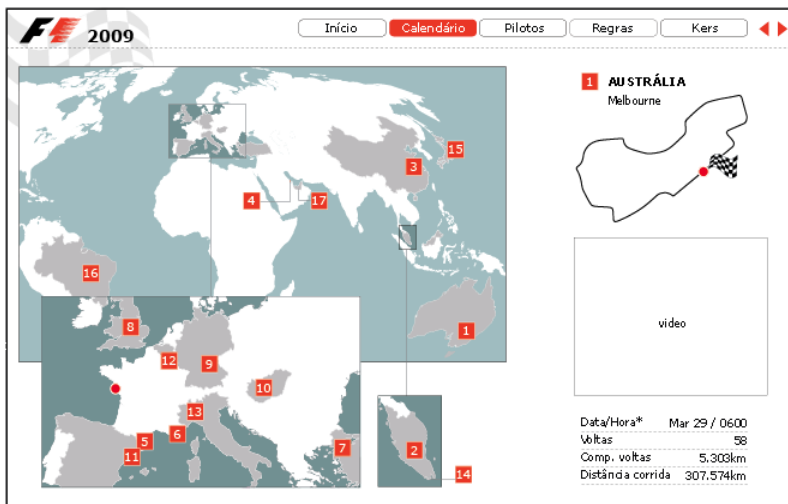 F1 2009
Início Calendário Pilotos Regras Kers
1 AUSTRÁLIA
Melbourne
15
3
4 17
16
1
8
12 9
10
13
5 6 7
11
2
14
video
Data/Hora* Mar 29 / 0600
Voltas 58
Comp. voltas 5.303km
Distância corrida 307.574km